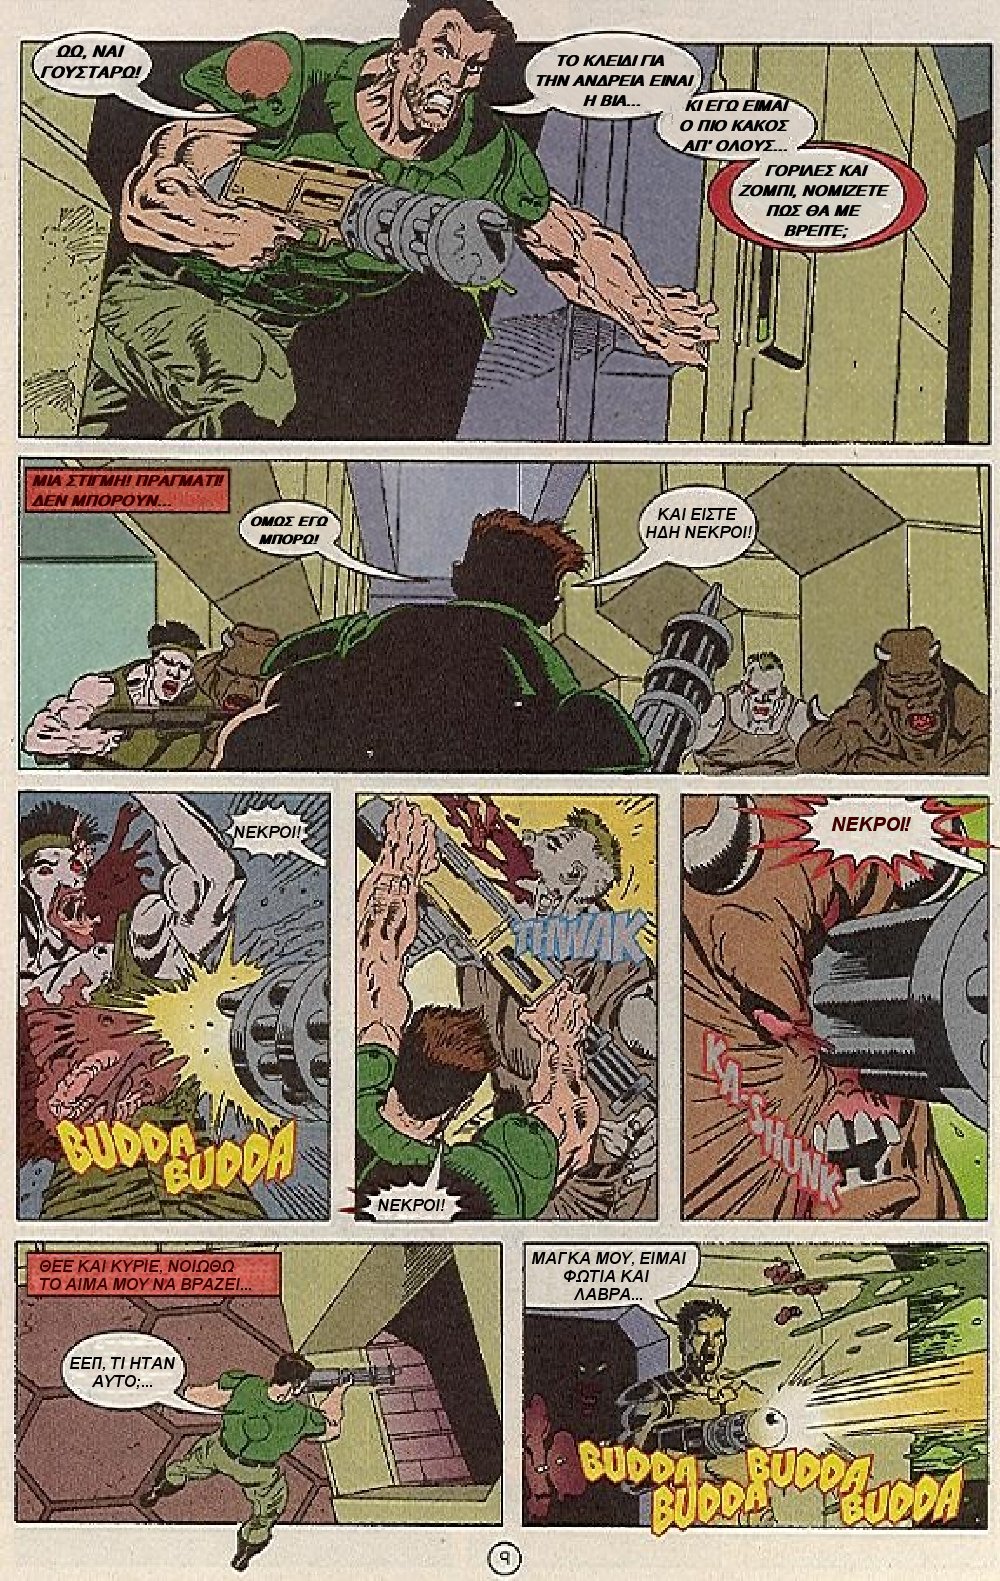 ΩΩ, ΝΑΙ
ΓΟΥΣΤΑΡΩ!
ΤΟ ΚΛΕΙΔΙ ΓΙΑ
ΤΗΝ ΑΝΔΡΕΙΑ ΕΙΝΑΙ
Η ΒΙΑ...
ΚΙ ΕΓΩ ΕΙΜΑΙ
Ο ΠΙΟ ΚΑΚΟΣ
ΑΠ' ΟΛΟΥΣ...
ΓΟΡΙΛΕΣ ΚΑΙ
ΖΟΜΠΙ, ΝΟΜΙΖΕΤΕ
ΠΩΣ ΘΑ ΜΕ
ΒΡΕΙΤΕ;
ΜΙΑ ΣΤΙΓΜΗ! ΠΡΑΓΜΑΤΙ!
ΔΕΝ ΜΠΟΡΟΥΝ...
ΟΜΩΣ ΕΓΩ
ΜΠΟΡΩ!
ΚΑΙ ΕΙΣΤΕ
ΗΔΗ ΝΕΚΡΟΙ!
ΝΕΚΡΟΙ!
BUDDA
BUDDA
THWAK
ΝΕΚΡΟΙ!
ΝΕΚΡΟΙ!
KA-SHUNK
ΘΕΕ ΚΑΙ ΚΥΡΙΕ, ΝΟΙΩΘΩ
ΤΟ ΑΙΜΑ ΜΟΥ ΝΑ ΒΡΑΖΕΙ...
ΕΕΠ, ΤΙ ΗΤΑΝ
ΑΥΤΟ;...
ΜΑΓΚΑ ΜΟΥ, ΕΙΜΑΙ
ΦΩΤΙΑ ΚΑΙ
ΛΑΒΡΑ...
BUDDA
BUDDA
BUDDA
BUDDA
9